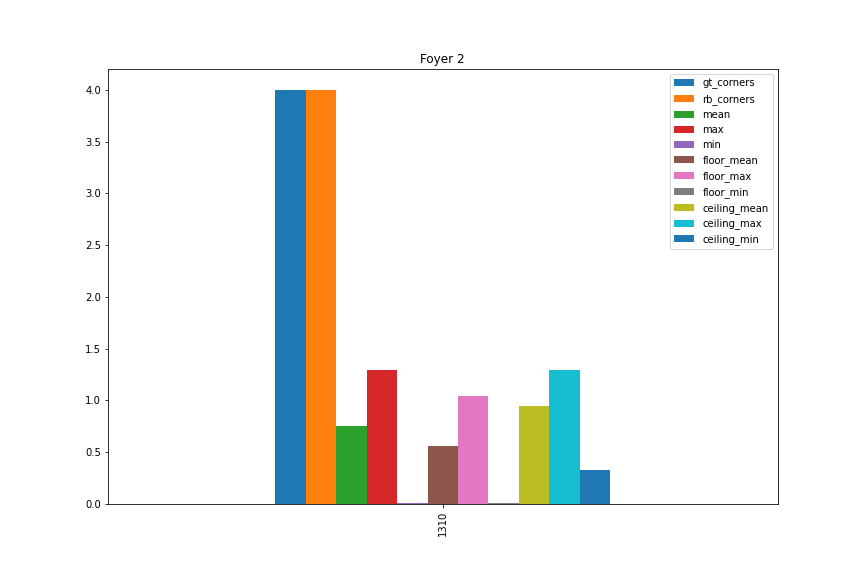 Foyer 2
gt_corners
rb_corners
mean
max
min
floor_mean
floor_max
floor_min
ceiling_mean
ceiling_max
ceiling_min
4.0
3.5
3.0
2.5
2.0
1.5
1.0
0.5
0.0
1310